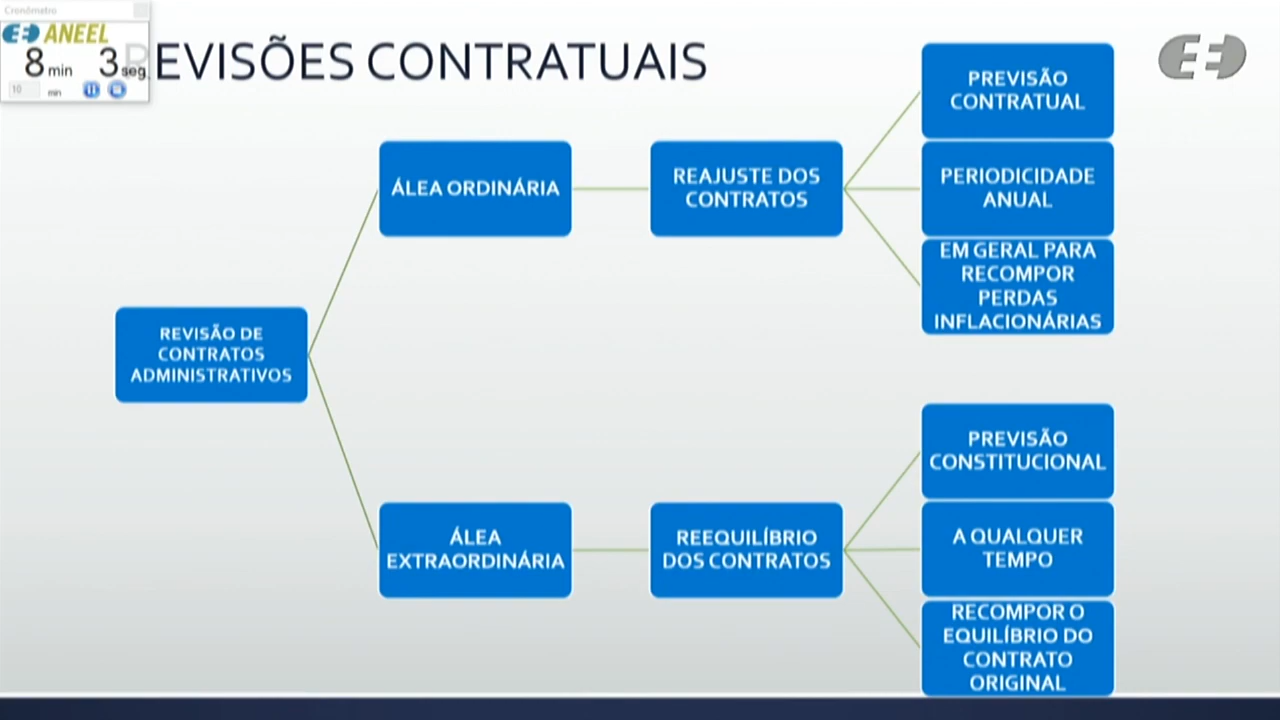 Cronômetro
ANEEL
8 min 3 seg
10 min
REVISÕES CONTRATUAIS
REVISÃO DE
CONTRATOS
ADMINISTRATIVOS
ÁLEA ORDINÁRIA
REAJUSTE DOS
CONTRATOS
PREVISÃO
CONTRATUAL
PERIODICIDADE
ANUAL
EM GERAL PARA
RECOMPOR
PERDAS
INFLACIONÁRIAS
ÁLEA
EXTRAORDINÁRIA
REEQUILÍBRIO
DOS CONTRATOS
PREVISÃO
CONSTITUCIONAL
A QUALQUER
TEMPO
RECOMPOR O
EQUILÍBRIO DO
CONTRATO
ORIGINAL